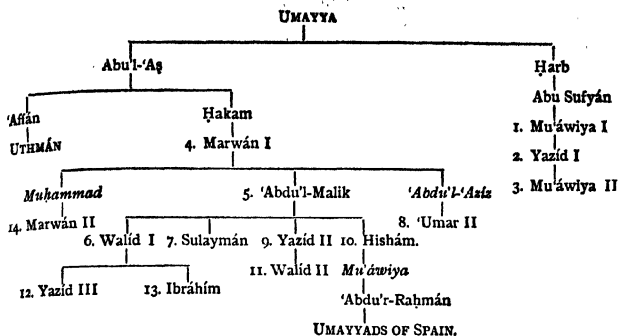 UMAYYA
Abu'l-‘Aṣ Ḥarb
‘Affán Ḥakam Abu Sufyán
UTHMÁN 4. Marwán I 1. Mu‘áwiya I
2. Yazíd I
Muḥammad 5. ‘Abdu'l-Malik ‘Abdu'l-‘Azíz 3. Mu‘áwiya II
14. Marwán II 8. ‘Umar II
6. Walíd I 7. Sulaymán 9. Yazíd II 10. Hishám.
11. Walíd II Mu‘áwiya
12. Yazíd III 13. Ibráhím
‘Abdu'r-Raḥmán
UMAYYADS OF SPAIN.